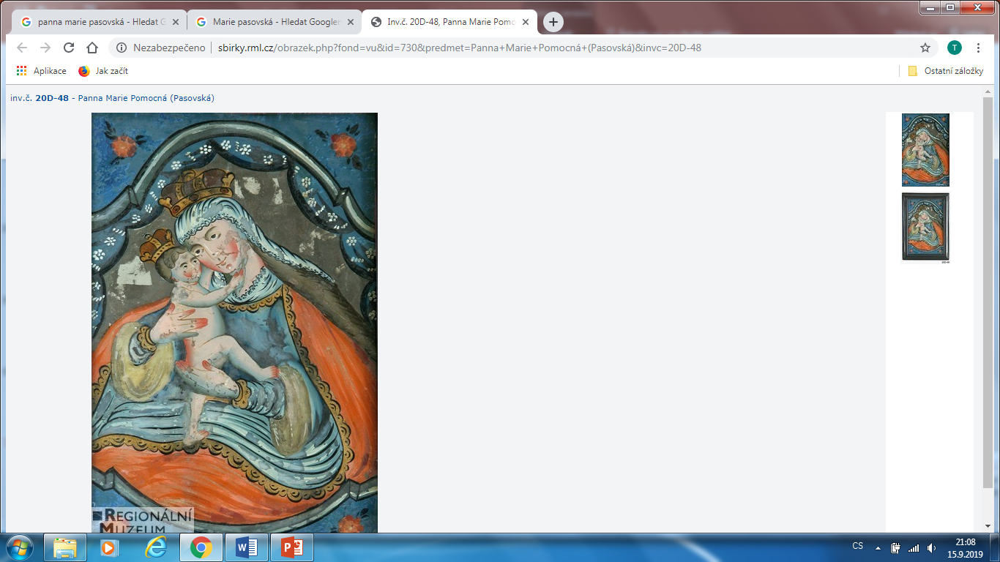 panna marie pasovská - Hledat G
Marie pasovská - Hledat Googlem
Inv.č. 20D-48, Panna Marie Pomo
Nezabezpečeno
sbirky.rml.cz/obrazek.php?fond=vu&id=730&predmet=Panna+Marie+Pomocná+(Pasovská)&invc=20D-48
T
Aplikace
Jak začít
Ostatní záložky
inv.č. 20D-48 - Panna Marie Pomocná (Pasovská)
REGIONÁLNÍ
MUZEUM
CS
21:08
15.9.2019